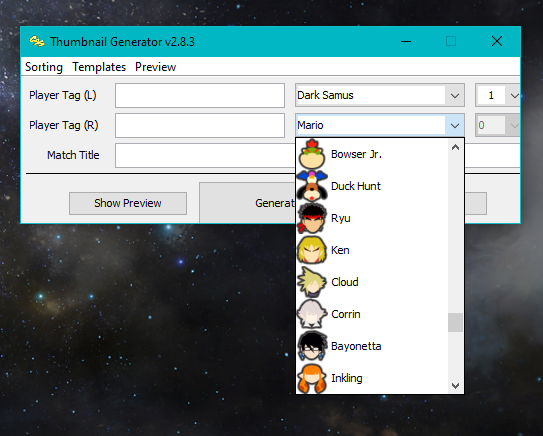 Thumbnail Generator v2.8.3
Sorting Templates Preview
Player Tag (L) Dark Samus 1
Player Tag (R) Mario 0
Match Title
Show Preview Generat
Bowser Jr.
Duck Hunt
Ryu
Ken
Cloud
Corrin
Bayonetta
Inkling